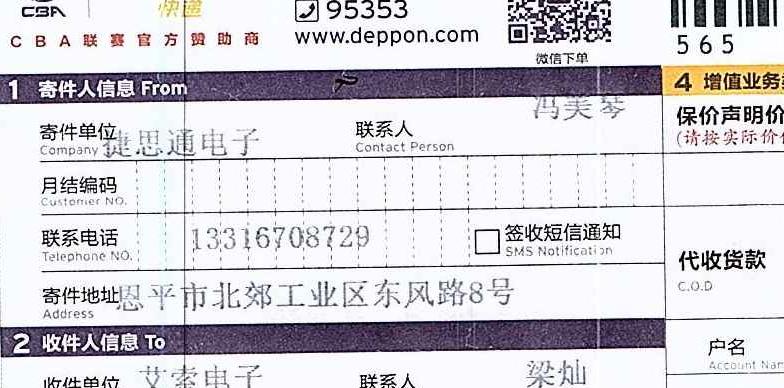 CBA 快递 95353
CBA联赛官方赞助商 www.deppon.com
微信下单
565
1 寄件人信息 From
4 增值业务
寄件单位 捷思通电子 联系人 冯美琴
Company Contact Person
保价声明价
(请按实际价
月结编码
Customer NO.
联系电话 13316708729 签收短信通知
Telephone NO. SMS Notification
代收货款
C.O.D
寄件地址 恩平市北郊工业区东风路8号
Address
2 收件人信息 To
户名
Account Nam
收件单位 艾索电子 联系人 梁灿